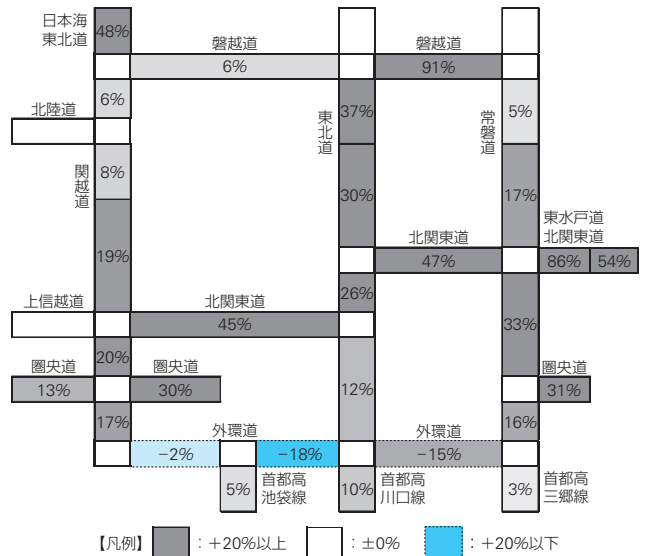 日本海
東北道
48%
磐越道
6%
磐越道
91%
6%
37%
5%
北陸道
東北道
常磐道
関越道
8%
30%
17%
東水戸道
北関東道
19%
北関東道
47%
86%
54%
上信越道
北関東道
45%
26%
33%
20%
12%
圏央道
13%
圏央道
30%
圏央道
31%
17%
外環道
外環道
16%
−2%
−18%
−15%
5%
首都高
池袋線
10%
首都高
川口線
3%
首都高
三郷線
【凡例】 :+20%以上 :±0% :+20%以下